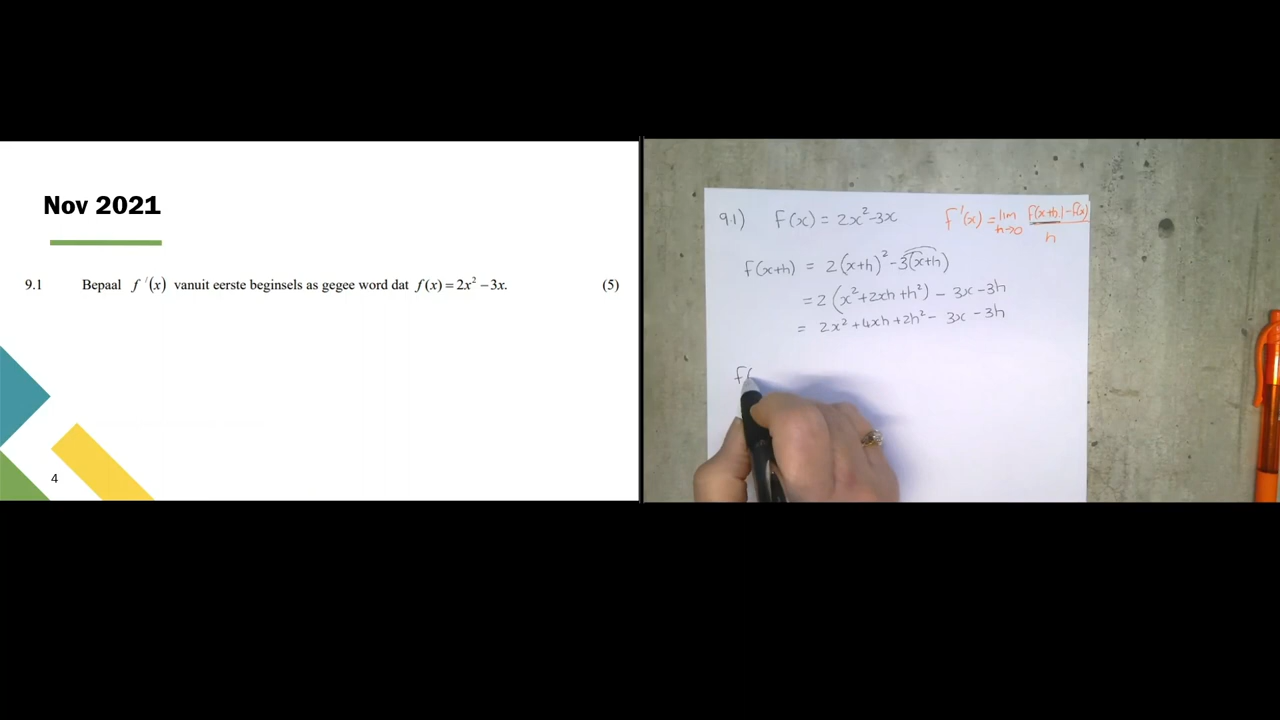 Nov 2021
9.1 Bepaal f ′(x) vanuit eerste beginsels as gegee word dat f(x) = 2x² − 3x. (5)
4
9.1) f(x) = 2x² - 3x
f'(x) = lim h→0 f(x+h) - f(x) / h
f(x+h) = 2(x+h)² - 3(x+h)
= 2(x² + 2xh + h²) - 3x - 3h
= 2x² + 4xh + 2h² - 3x - 3h
f(